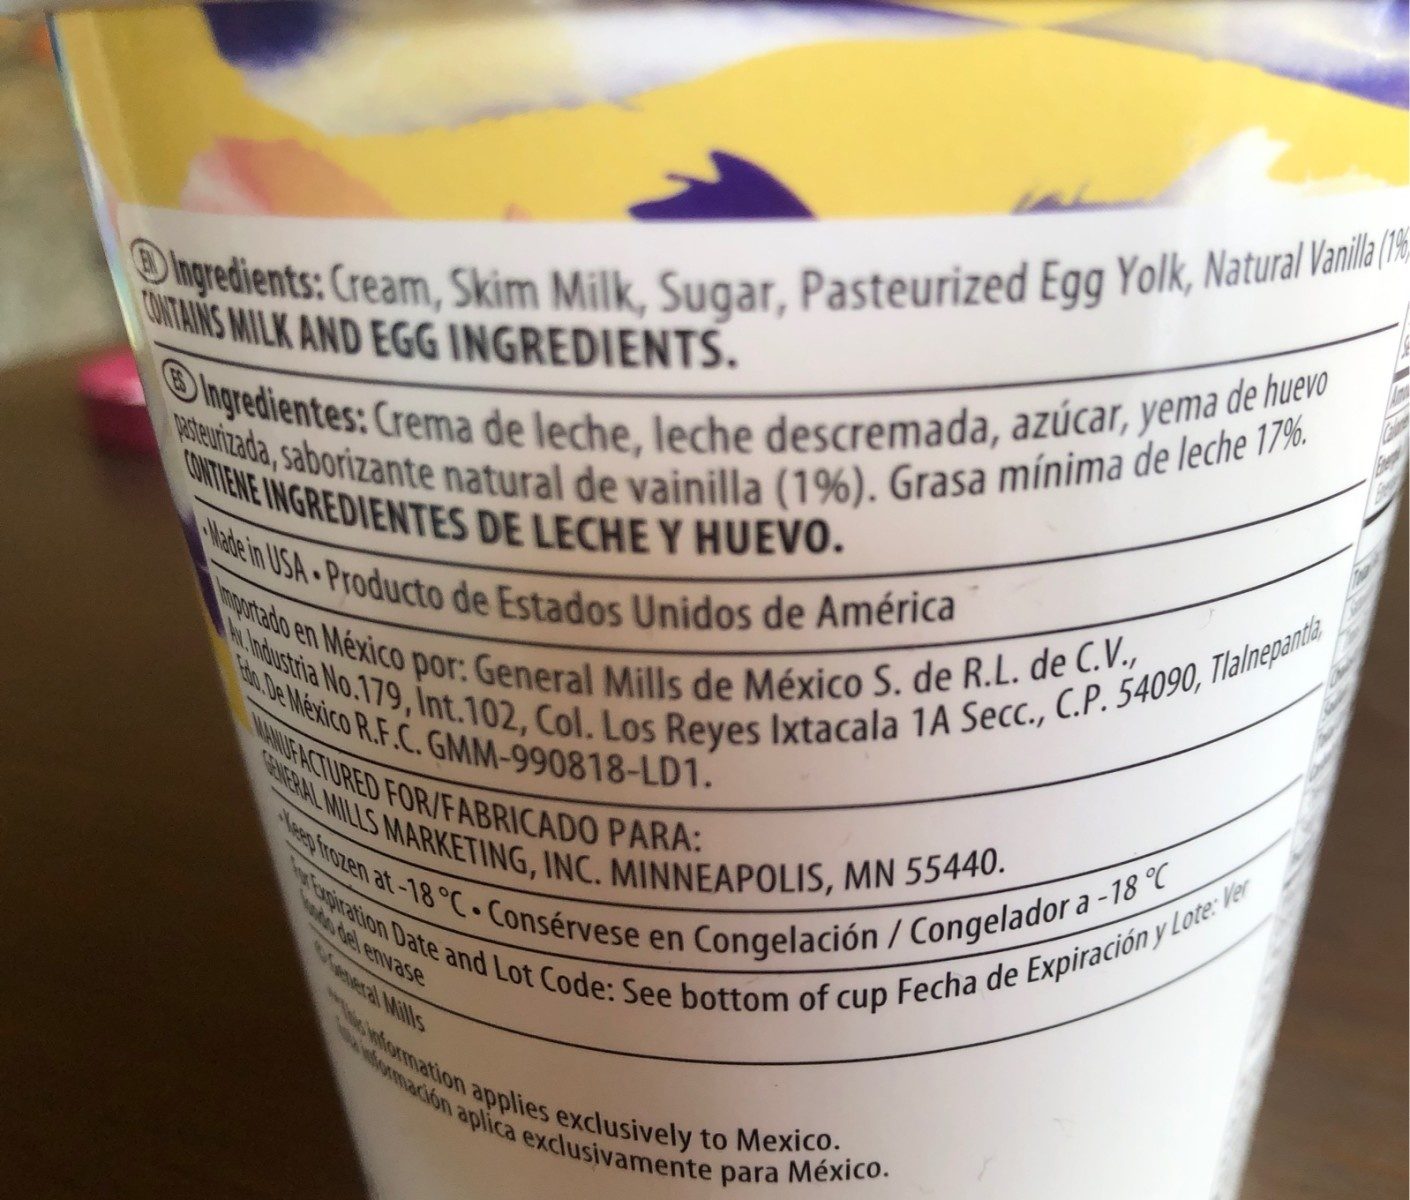 EN Ingredients: Cream, Skim Milk, Sugar, Pasteurized Egg Yolk, Natural Vanilla (1%
CONTAINS MILK AND EGG INGREDIENTS.
ES Ingredientes: Crema de leche, leche descremada, azúcar, yema de huevo
pasteurizada, saborizante natural de vainilla (1%). Grasa mínima de leche 17%.
CONTIENE INGREDIENTES DE LECHE Y HUEVO.
• Made in USA • Producto de Estados Unidos de América
Importado en México por: General Mills de México S. de R.L. de C.V.,
Av. Industria No.179, Int.102, Col. Los Reyes Ixtacala 1A Secc., C.P. 54090, Tlalnepantla,
Edo. De México R.F.C. GMM-990818-LD1.
MANUFACTURED FOR/FABRICADO PARA:
GENERAL MILLS MARKETING, INC. MINNEAPOLIS, MN 55440.
• Keep frozen at -18 °C • Consérvese en Congelación / Congelador a -18 °C
For Expiration Date and Lot Code: See bottom of cup Fecha de Expiración y Lote: Ver
fondo del envase
© General Mills
**This information applies exclusively to Mexico.
Esta información aplica exclusivamente para México.